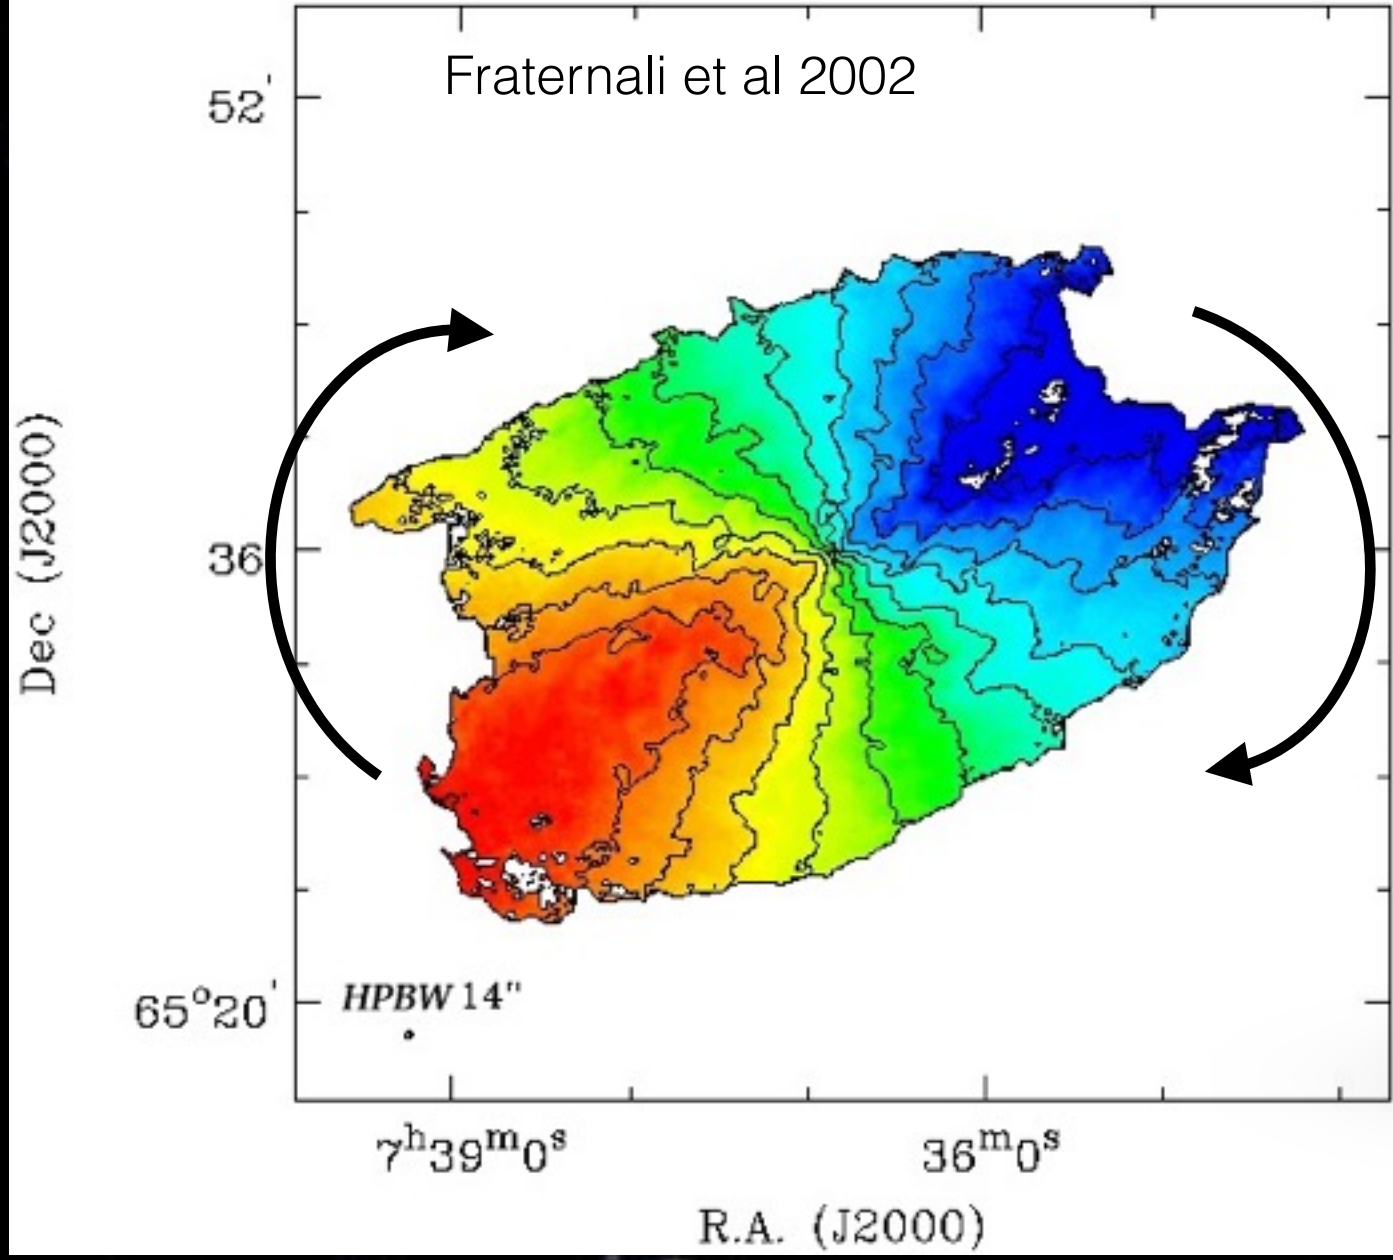 Fraternali et al 2002
52'
Dec (J2000)
36
65°20'
HPBW 14"
7ʰ39ᵐ0ˢ
36ᵐ0ˢ
R.A. (J2000)